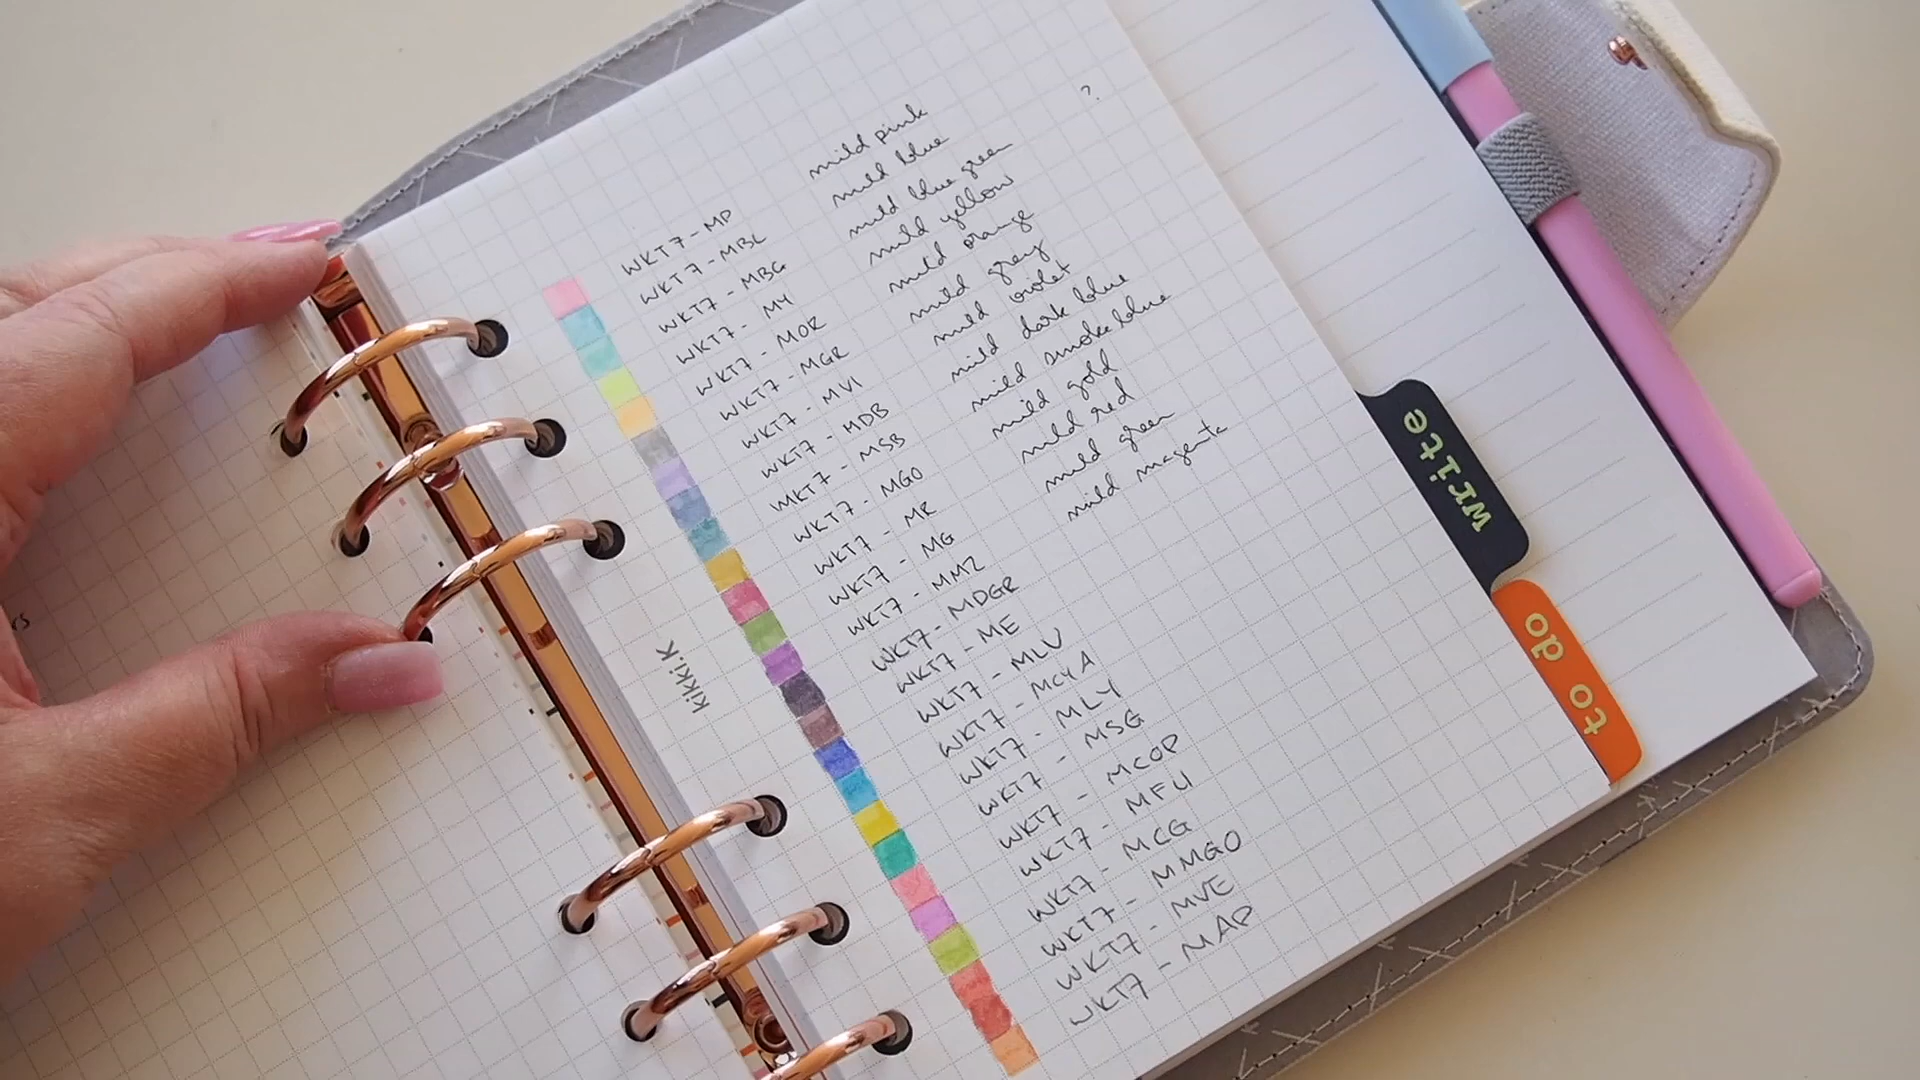 ?
WKT7 - MP mild pink
WKT7 - MBL mild blue
WKT7 - MBG mild blue green
WKT7 - MY mild yellow
WKT7 - MOR mild orange
WKT7 - MGR mild grey
WKT7 - MVI mild violet
WKT7 - MDB mild dark blue
WKT7 - MSB mild smoke blue
WKT7 - MGO mild gold
WKT7 - MR mild red
WKT7 - MG mild green
WKT7 - MMZ mild magenta
WKT7 - MDGR
WKT7 - ME
WKT7 - MLV
WKT7 - MCYA
WKT7 - MLY
WKT7 - MSG
WKT7 - MCOP
WKT7 - MFU
WKT7 - MCG
WKT7 - MMGO
WKT7 - MVE
WKT7 - MAP
kikki.K
write
to do